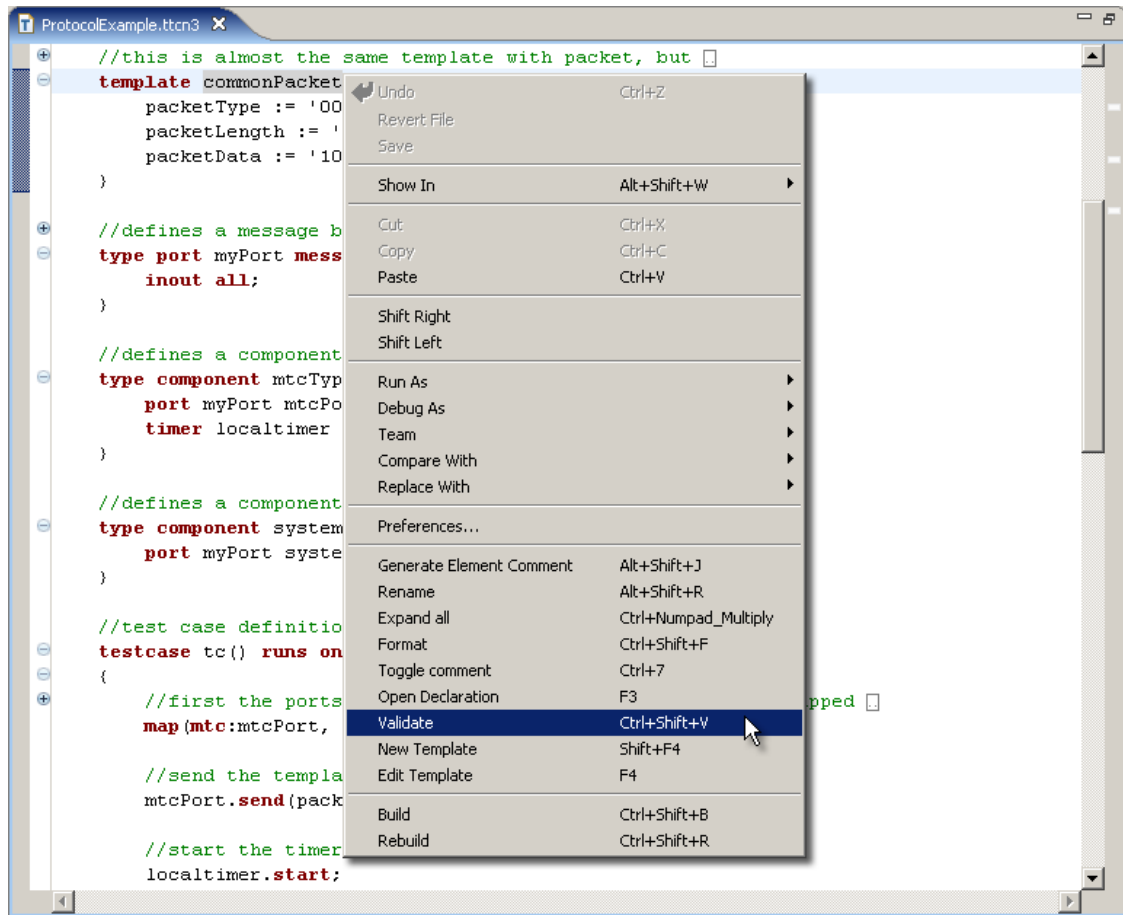 ProtocolExample.ttcn3
//this is almost the same template with packet, but
template commonPacket
packetType := '00
packetLength := '
packetData := '10
}
//defines a message b
type port myPort mess
inout all;
}
//defines a component
type component mtcTyp
port myPort mtcPo
timer localtimer
}
//defines a component
type component system
port myPort syste
}
//test case definitio
testcase tc() runs on
{
//first the ports pped
map(mtc:mtcPort,
//send the templa
mtcPort.send(pack
//start the timer
localtimer.start;
Undo Ctrl+Z
Revert File
Save
Show In Alt+Shift+W
Cut Ctrl+X
Copy Ctrl+C
Paste Ctrl+V
Shift Right
Shift Left
Run As
Debug As
Team
Compare With
Replace With
Preferences...
Generate Element Comment Alt+Shift+J
Rename Alt+Shift+R
Expand all Ctrl+Numpad_Multiply
Format Ctrl+Shift+F
Toggle comment Ctrl+7
Open Declaration F3
Validate Ctrl+Shift+V
New Template Shift+F4
Edit Template F4
Build Ctrl+Shift+B
Rebuild Ctrl+Shift+R